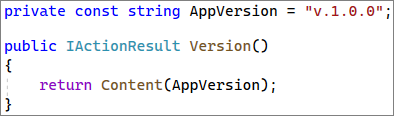 private const string AppVersion = "v.1.0.0";
public IActionResult Version()
{
    return Content(AppVersion);
}